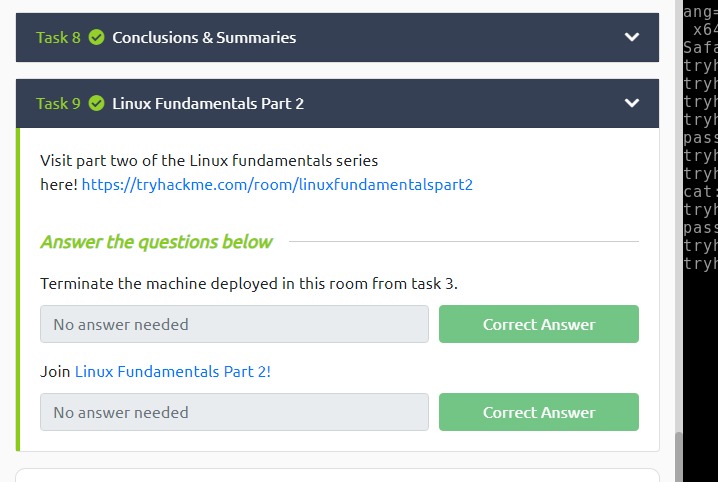 Task 8 Conclusions & Summaries
Task 9 Linux Fundamentals Part 2
Visit part two of the Linux fundamentals series
here! https://tryhackme.com/room/linuxfundamentalspart2
Answer the questions below
Terminate the machine deployed in this room from task 3.
No answer needed
Correct Answer
Join Linux Fundamentals Part 2!
No answer needed
Correct Answer
ang=
x64
Safa
tryh
tryh
tryh
tryh
pass
tryh
tryh
cat:
tryh
pass
tryh
tryh